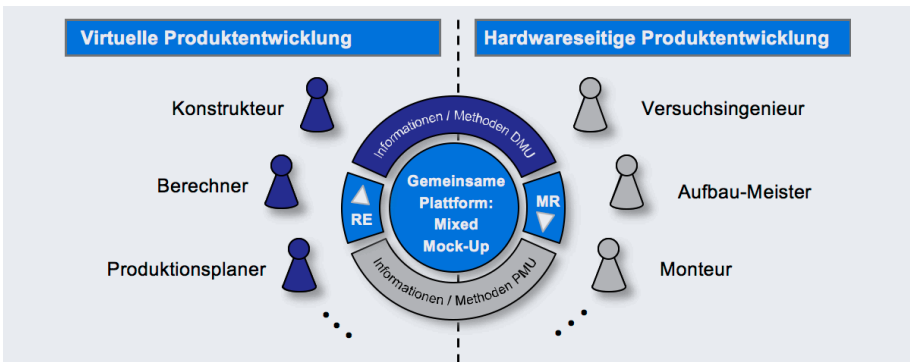 Virtuelle Produktentwicklung
Hardwareseitige Produktentwicklung
Konstrukteur
Berechner
Produktionsplaner
Informationen / Methoden DMU
RE
Gemeinsame
Plattform:
Mixed
Mock-Up
MR
Informationen / Methoden PMU
Versuchsingenieur
Aufbau-Meister
Monteur